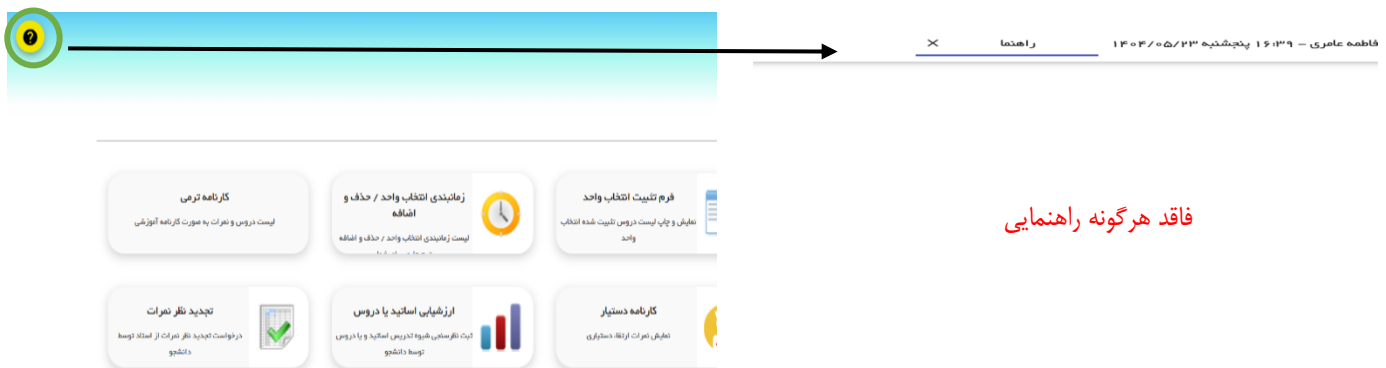 فاطمه عامری – ۱۶:۳۹ پنجشنبه ۱۴۰۴/۰۵/۲۳
راهنما
فاقد هرگونه راهنمایی
فرم تثبیت انتخاب واحد
نمایش و چاپ لیست دروس تثبیت شده انتخاب
واحد
زمانبندی انتخاب واحد / حذف و
اضافه
لیست زمانبندی انتخاب واحد / حذف و اضافه
کارنامه ترمی
لیست دروس و نمرات به صورت کارنامه آموزشی
کارنامه دستیار
نمایش نمرات ارتقاء دستیاری
ارزشیابی اساتید یا دروس
ثبت نظرسنجی شیوه تدریس اساتید و یا دروس
توسط دانشجو
تجدید نظر نمرات
درخواست تجدید نظر نمرات از استاد توسط
دانشجو